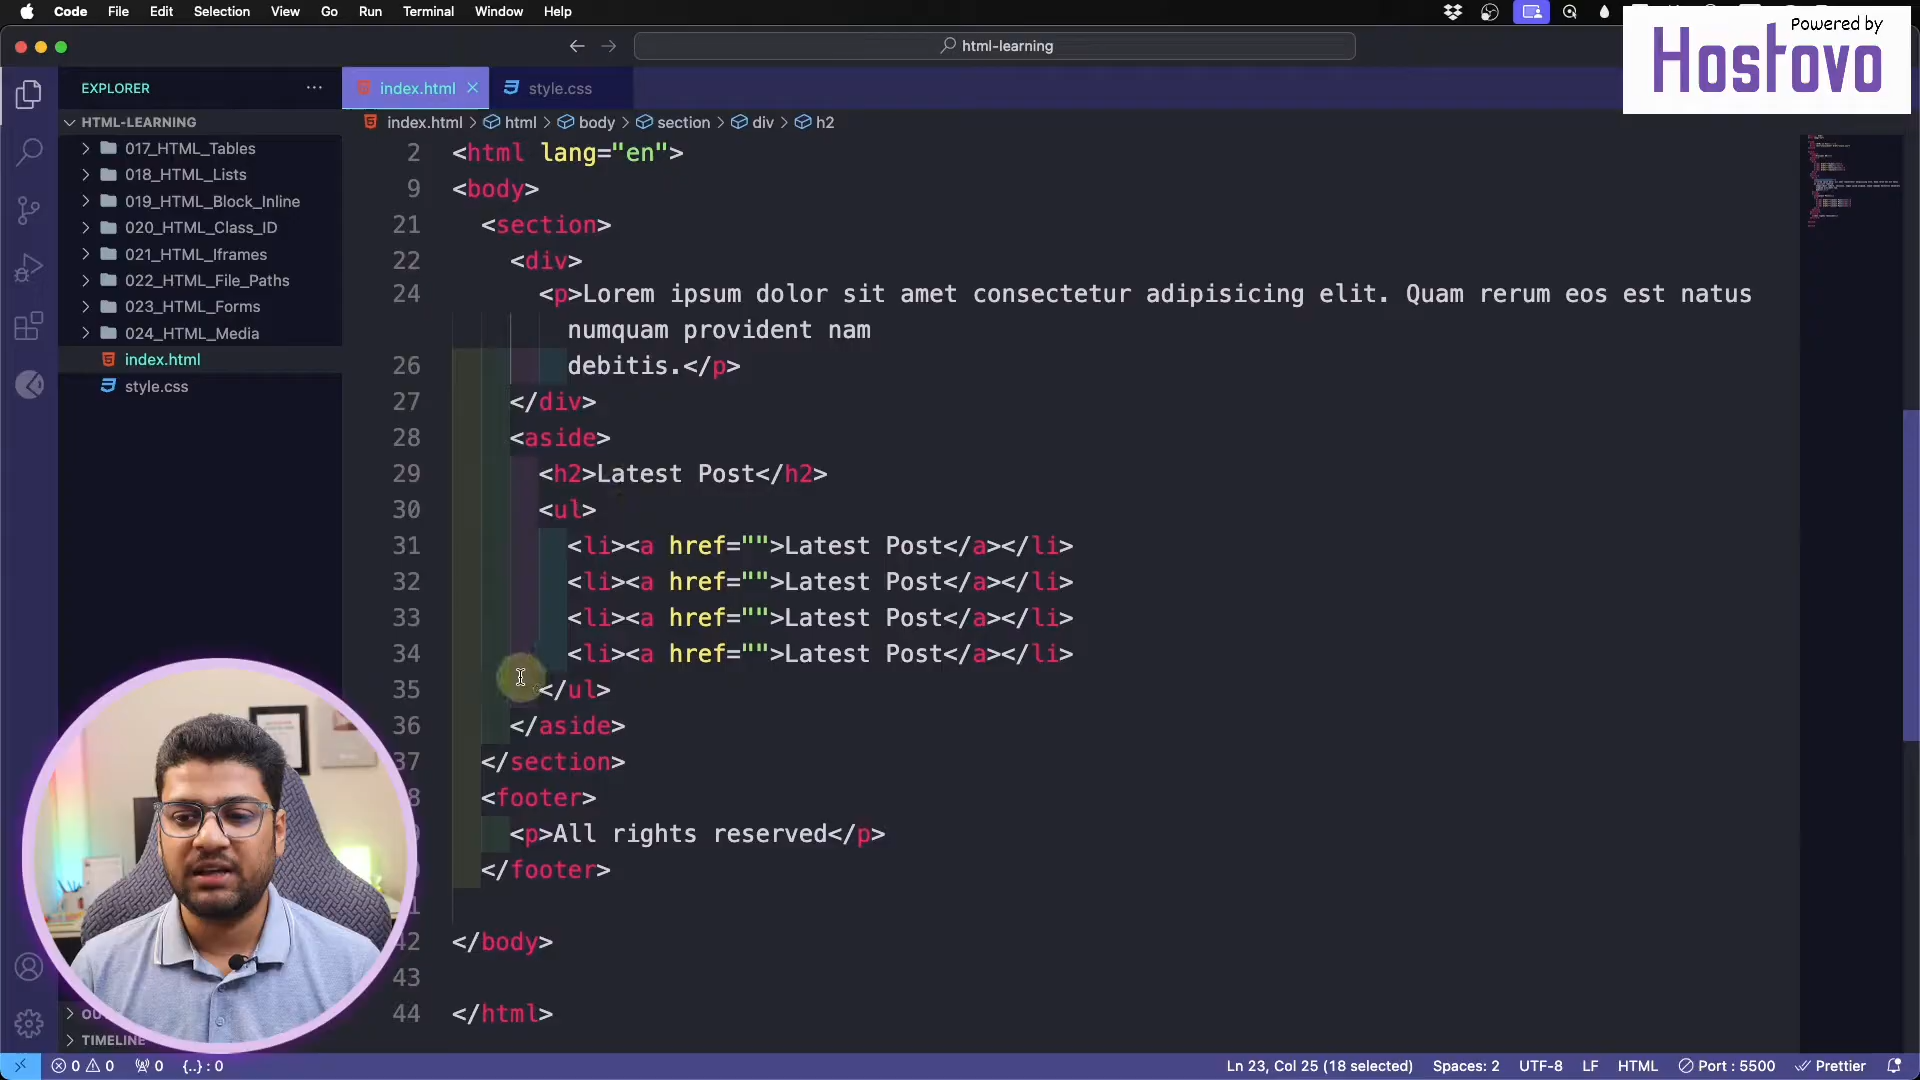 Code File Edit Selection View Go Run Terminal Window Help
Powered by
Hostovo
html-learning
EXPLORER
HTML-LEARNING
017_HTML_Tables
018_HTML_Lists
019_HTML_Block_Inline
020_HTML_Class_ID
021_HTML_Iframes
022_HTML_File_Paths
023_HTML_Forms
024_HTML_Media
index.html
style.css
TIMELINE
index.html style.css
index.html > html > body > section > div > h2
2 <html lang="en">
9 <body>
21 <section>
22 <div>
24 <p>Lorem ipsum dolor sit amet consectetur adipisicing elit. Quam rerum eos est natus
numquam provident nam
26 debitis.</p>
27 </div>
28 <aside>
29 <h2>Latest Post</h2>
30 <ul>
31 <li><a href="">Latest Post</a></li>
32 <li><a href="">Latest Post</a></li>
33 <li><a href="">Latest Post</a></li>
34 <li><a href="">Latest Post</a></li>
35 </ul>
36 </aside>
37 </section>
<footer>
<p>All rights reserved</p>
</footer>
42 </body>
43
44 </html>
0 0 0 {..} : 0 Ln 23, Col 25 (18 selected) Spaces: 2 UTF-8 LF HTML Port : 5500 Prettier